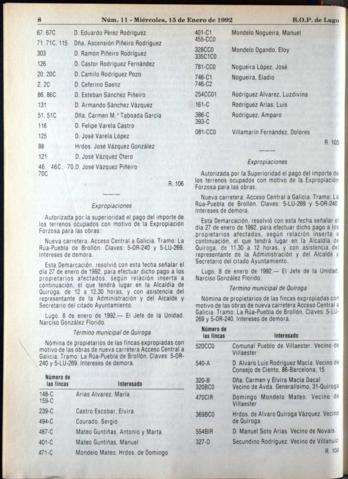 8 Núm. 11 - Miércoles, 15 de Enero de 1992 B.O.P. de Lugo
67, 67C D. Eduardo Pérez Rodríguez
71, 71C, 115 Dña. Ascensión Piñeiro Rodríguez
303 D. Ramón Piñeiro Rodríguez
126 D. Castor Rodríguez Fernández
20, 20C D. Camilo Rodríguez Pozo
2, 2C D. Ceferino Saenz
86, 86C D. Esteban Sánchez Piñeiro
131 D. Armando Sánchez Vázquez
51, 51C Dña. Carmen M.ª Taboada García
116 D. Felipe Varela Castro
125 D. José Varela López
88 Hrdos. José Vázquez González
121 D. José Vázquez Otero
46, 46C, 70, 70C D. José Vázquez Piñeiro
R. 106
Expropiaciones
Autorizada por la superioridad el pago del importe de
los terrenos ocupados con motivo de la Expropiación
Forzosa para las obras:
Nueva carretera. Acceso Central a Galicia. Tramo: La
Rúa-Puebla de Brollón. Claves: 5-OR-240 y 5-LU-269.
Intereses de demora.
Esta Demarcación, resolvió con esta fecha señalar el
día 27 de enero de 1992, para efectuar dicho pago a los
propietarios afectados, según relación inserta a
continuación, el que tendrá lugar en la Alcaldía de
Quiroga, de 12 a 12,30 horas, y con asistencia del
representante de la Administración y del Alcalde y
Secretario del citado Ayuntamiento.
Lugo, 8 de enero de 1992.— El Jefe de la Unidad,
Narciso González Florido.
Término municipal de Quiroga
Nómina de propietarios de las fincas expropiadas con
motivo de las obras de nueva carretera Acceso Central a
Galicia. Tramo: La Rúa-Puebla de Brollón. Claves: 5-OR-
240 y 5-LU-269. Intereses de demora.
Número de
las fincas Interesado
148-C
159-C Arias Alvarez, María
239-C Castro Escobar, Elvira
494-C Courado, Sergio
487-C Mateo Guntiñas, Antonio y Marta
401-C Mateo Guntiñas, Manuel
471-C Mondelo Mateo, Hrdos. de Domingo
401-C1
455-CC0 Mondelo Nogueira, Manuel
326CC0
335C1C0 Mondelo Ogando, Eloy
781-CC0 Nogueira López, José
746-C1
746-C2 Nogueira, Eladio
254CC01 Rodríguez Alvarez, Luzdivina
161-C Rodríguez Arias, Luis
386-C
393-C Rodríguez, Amparo
081-CC0 Villamarín Fernández, Dolores
R. 105
Expropiaciones
Autorizada por la Superioridad el pago del importe de
los terrenos ocupados con motivo de la Expropiación
Forzosa para las obras:
Nueva carretera. Acceso Central a Galicia. Tramo: La
Rúa-Puebla de Brollón. Claves: 5-LU-269 y 5-OR-240.
Intereses de demora.
Esta Demarcación, resolvió con esta fecha señalar el
día 27 de enero de 1992, para efectuar dicho pago a los
propietarios afectados, según relación inserta a
continuación, el que tendrá lugar en la Alcaldía de
Quiroga, de 11,30 a 12 horas, y con asistencia del
representante de la Administración y del Alcalde y
Secretario del citado Ayuntamiento.
Lugo, 8 de enero de 1992.— El Jefe de la Unidad,
Narciso González Florido.
Término municipal de Quiroga
Nómina de propietarios de las fincas expropiadas con
motivo de las obras de nueva carretera Acceso Central a
Galicia. Tramo: La Rúa-Puebla de Brollón. Claves: 5-LU-
269 y 5-OR-240. Intereses de demora.
Número de
las fincas Interesado
520CC0 Comunal Pueblo de Villaester. Vecino de
Villaester
540-A D. Alvaro Luis Rodríguez Macía. Vecino de
Consejo de Ciento, 86-Barcelona, 15
320-B Dña. Carmen y Elvira Macía Dacal
320BC0 Vecino de Avda. Generalísimo, 31-Quiroga
470CIR Domingo Mondelo Mateo. Vecino de
Villaester
369BC0 Hrdos. de Alvaro Quiroga Vázquez. Vecino
de Quiroga
554BIR D. Manuel Soto Arias. Vecino de Novais
327-D Secundino Rodríguez. Vecino de Villanuiz
R. 104